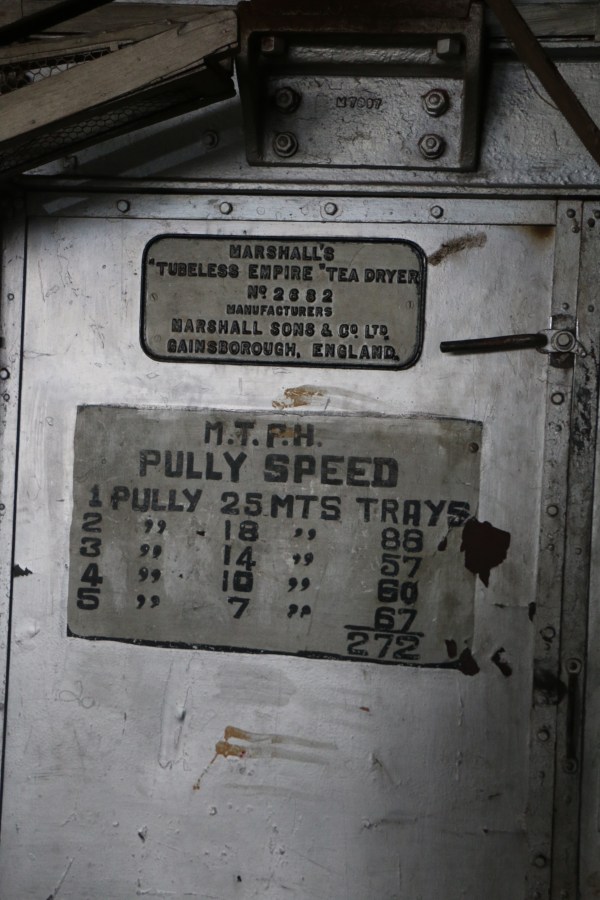 M7007
MARSHALL'S
"TUBELESS EMPIRE" TEA DRYER
Nº 2682
MANUFACTURERS
MARSHALL SONS & Cº. LTD.
GAINSBOROUGH, ENGLAND.
M.T.F.H.
PULLY SPEED
1 PULLY 25 MTS TRAYS
2 " 18 " 88 "
3 " 14 " 57
4 " 10 " 60
5 " 7 " 67
272